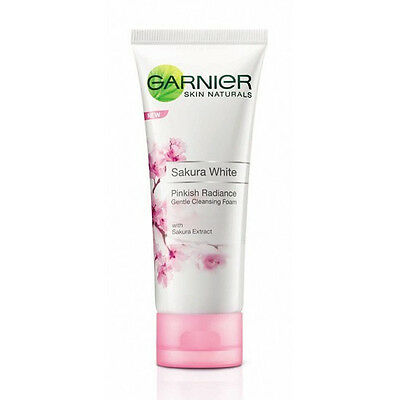 GARNIER
SKIN NATURALS
NEW
Sakura White
Pinkish Radiance
Gentle Cleansing Foam
with
Sakura Extract